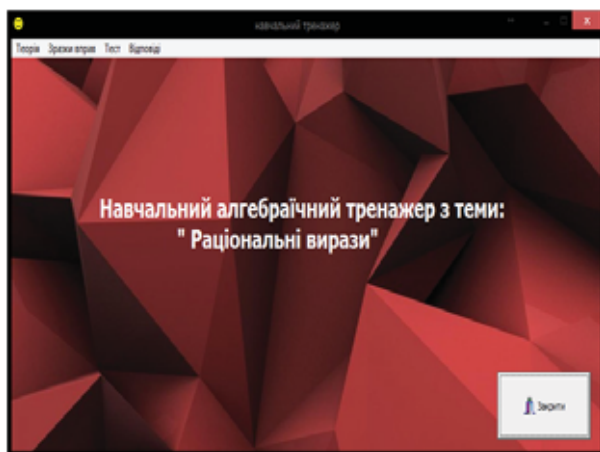 навчальний тренажер
Теорія Зразки вправ Тест Відповіді
Навчальний алгебраїчний тренажер з теми:
" Раціональні вирази"
Закрити